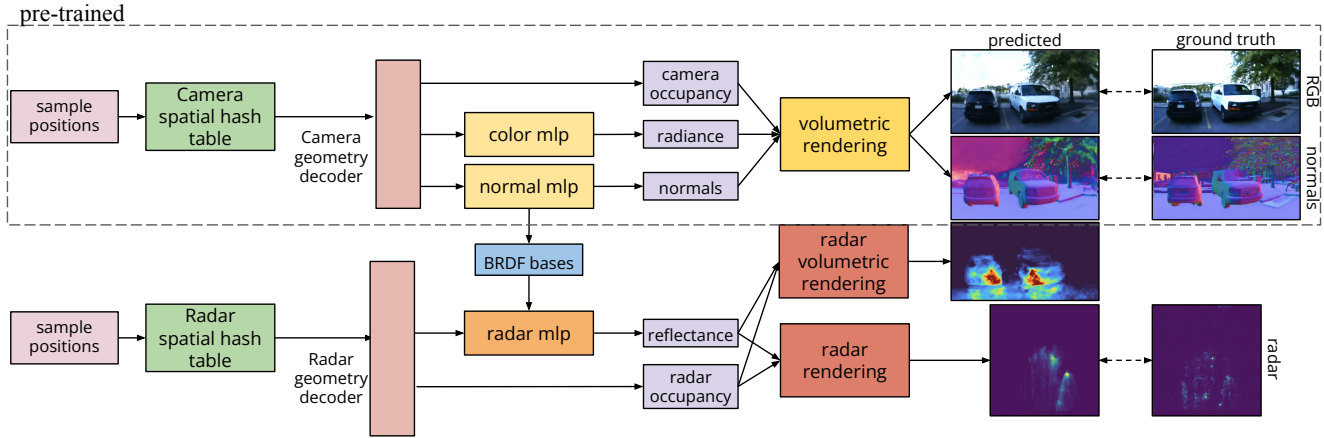 pre-trained
predicted
ground truth
sample
positions
Camera
spatial hash
table
Camera
geometry
decoder
camera
occupancy
color mlp
radiance
normal mlp
normals
volumetric
rendering
RGB
normals
BRDF bases
radar
volumetric
rendering
sample
positions
Radar
spatial hash
table
Radar
geometry
decoder
radar mlp
reflectance
radar
occupancy
radar
rendering
radar